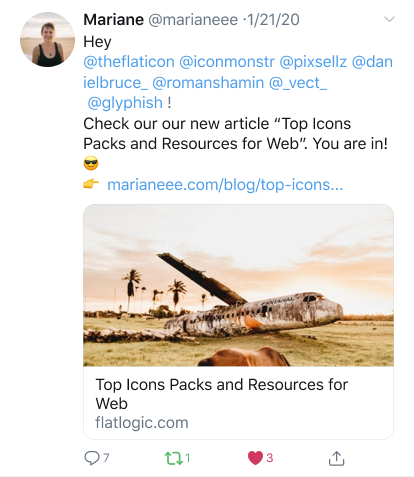 Mariane @marianeee ·1/21/20
Hey
@theflaticon @iconmonstr @pixsellz @dan
ielbruce_ @romanshamin @_vect_
@glyphish !
Check our our new article “Top Icons
Packs and Resources for Web”. You are in!
😎
👉 marianeee.com/blog/top-icons...
Top Icons Packs and Resources for
Web
flatlogic.com
7 1 3